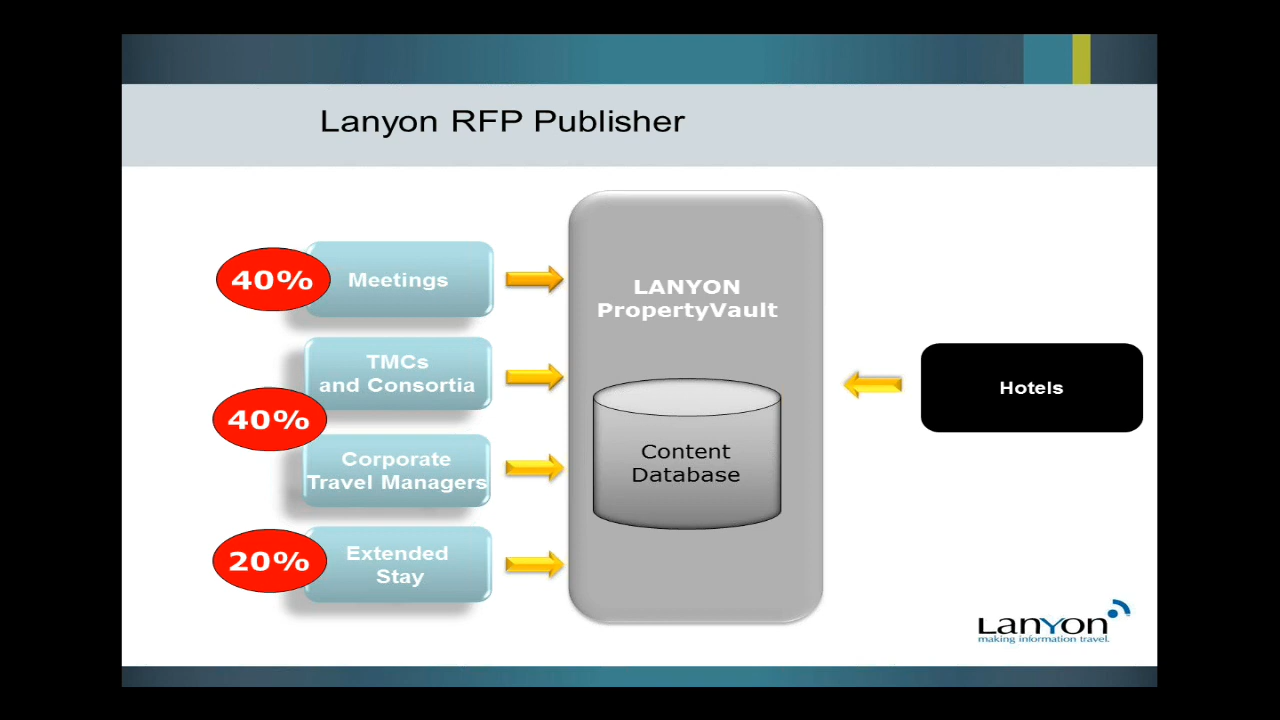 Lanyon RFP Publisher
40%
Meetings
TMCs
and Consortia
40%
Corporate
Travel Managers
20%
Extended
Stay
LANYON
PropertyVault
Content
Database
Hotels
Lanyon
making information travel.